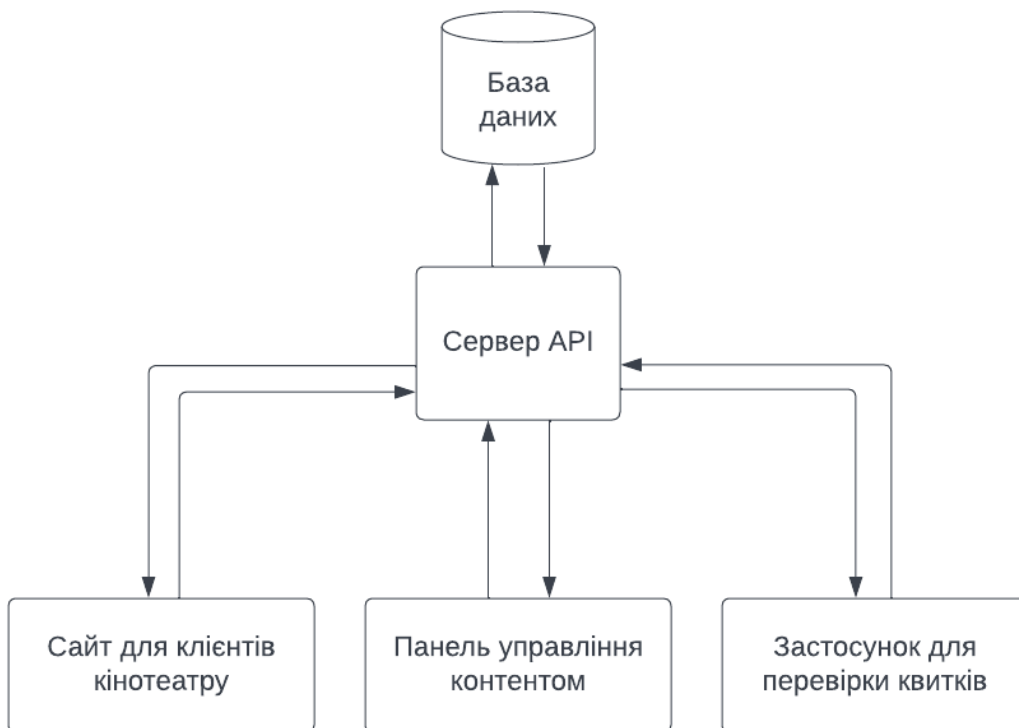 База
даних
Сервер API
Сайт для клієнтів
кінотеатру
Панель управління
контентом
Застосунок для
перевірки квитків